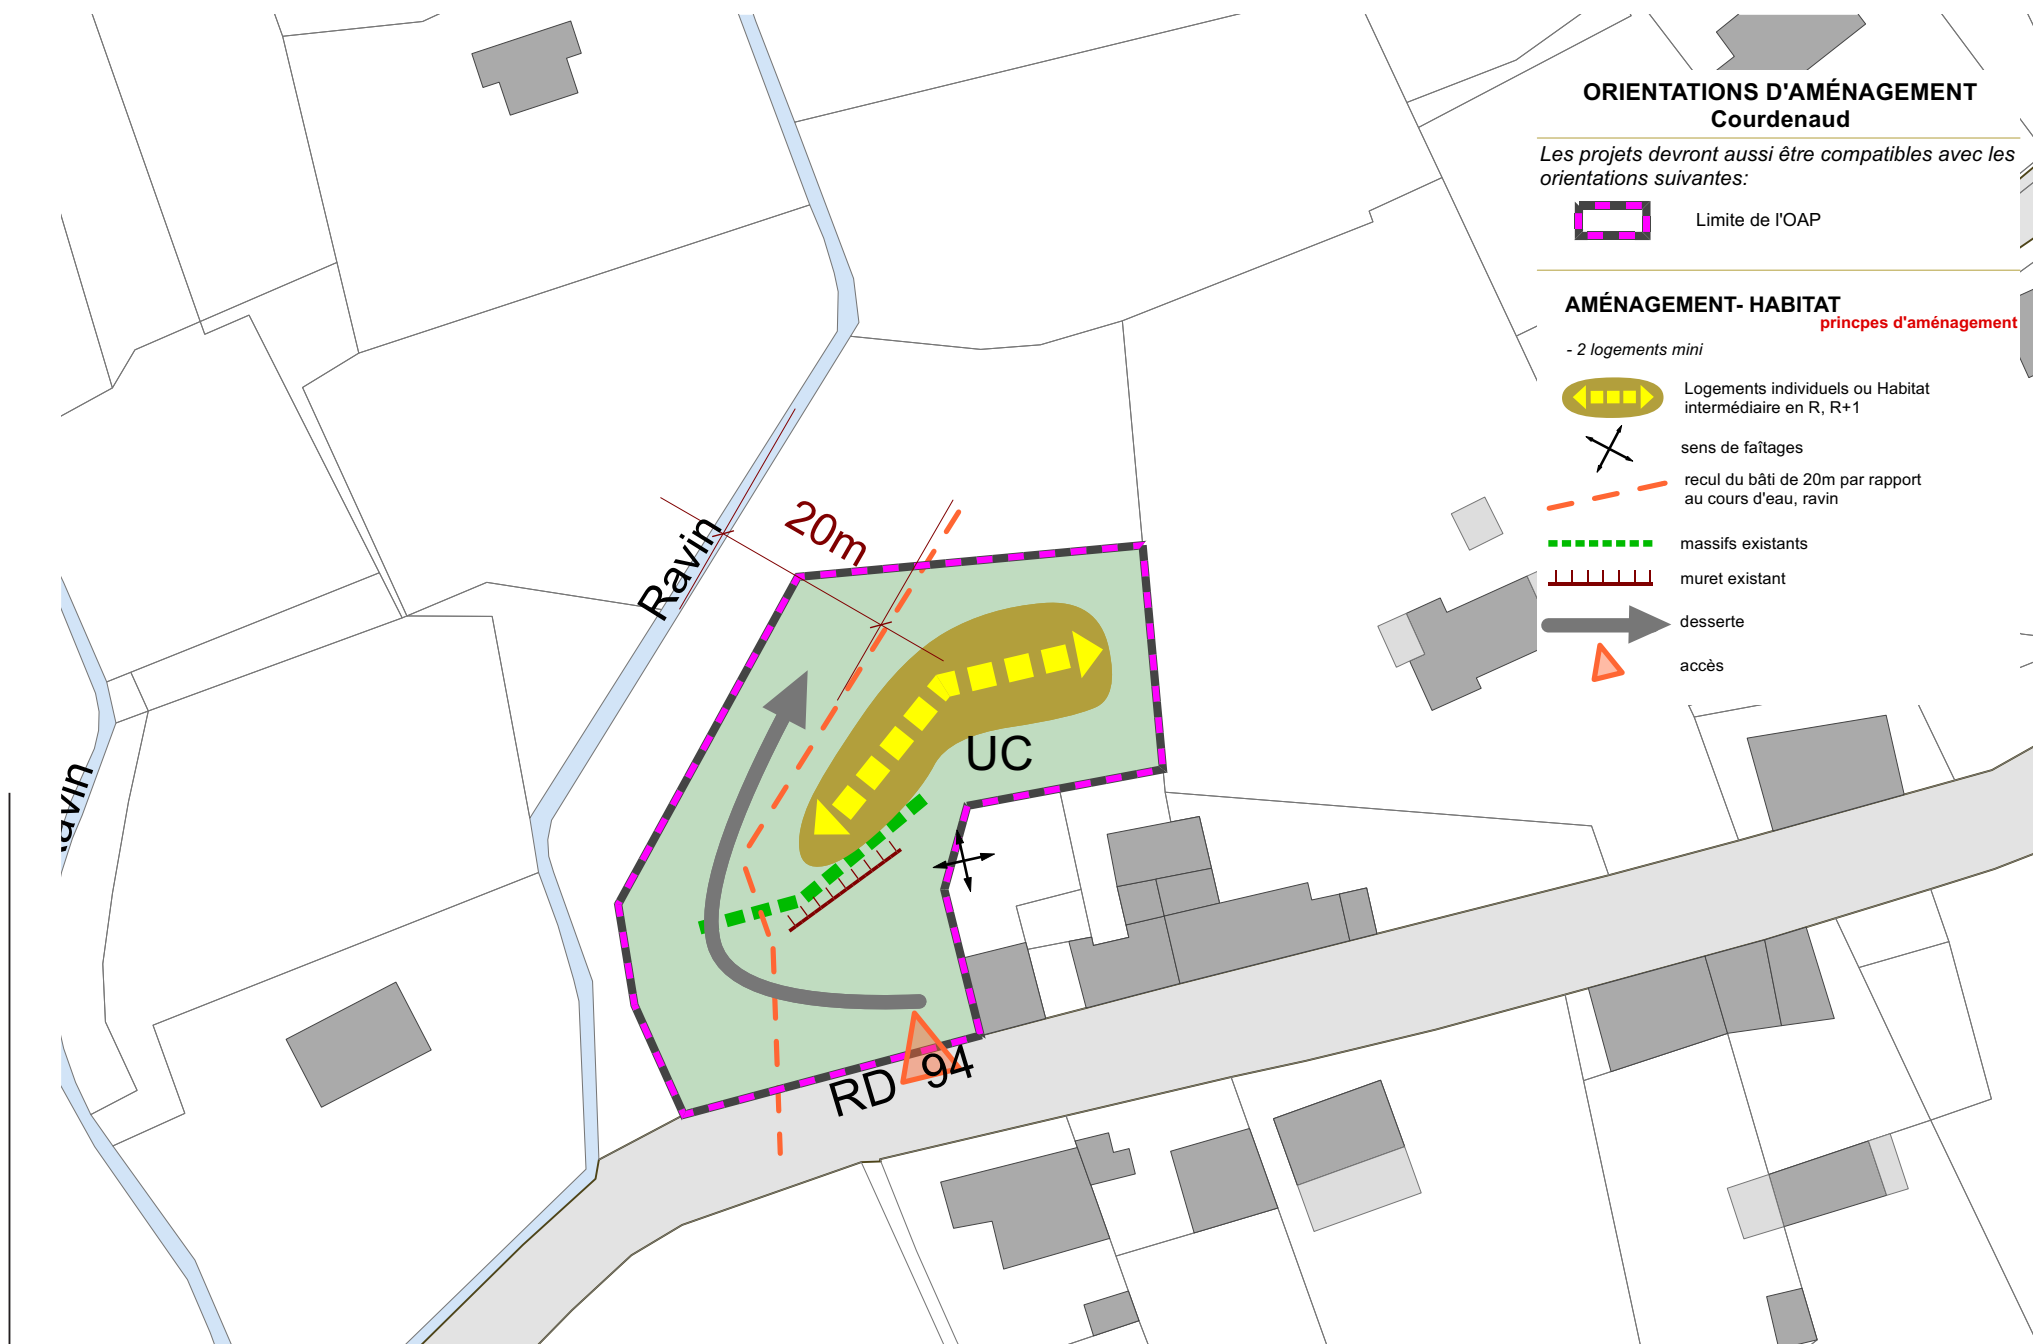 ORIENTATIONS D'AMÉNAGEMENT
Courdenaud
Les projets devront aussi être compatibles avec les
orientations suivantes:
Limite de l'OAP
AMÉNAGEMENT- HABITAT
princpes d'aménagement
- 2 logements mini
Logements individuels ou Habitat
intermédiaire en R, R+1
sens de faîtages
recul du bâti de 20m par rapport
au cours d'eau, ravin
massifs existants
muret existant
desserte
accès
20m
Ravin
UC
Ravin
RD 94